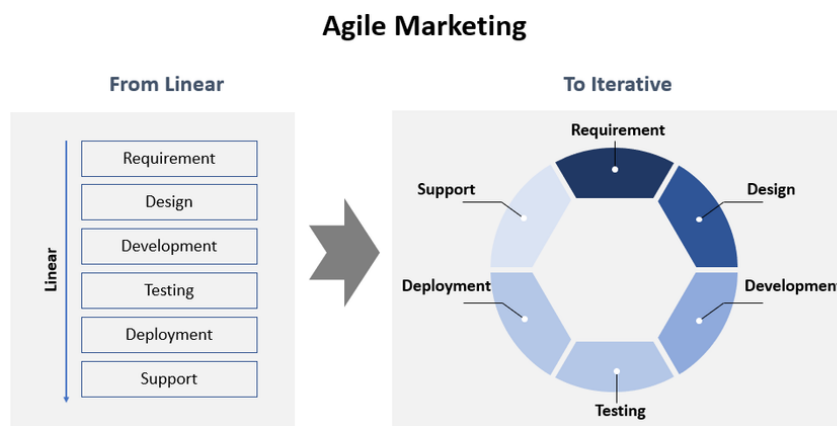 Agile Marketing
From Linear
Linear
Requirement
Design
Development
Testing
Deployment
Support
To Iterative
Requirement
Design
Development
Testing
Deployment
Support